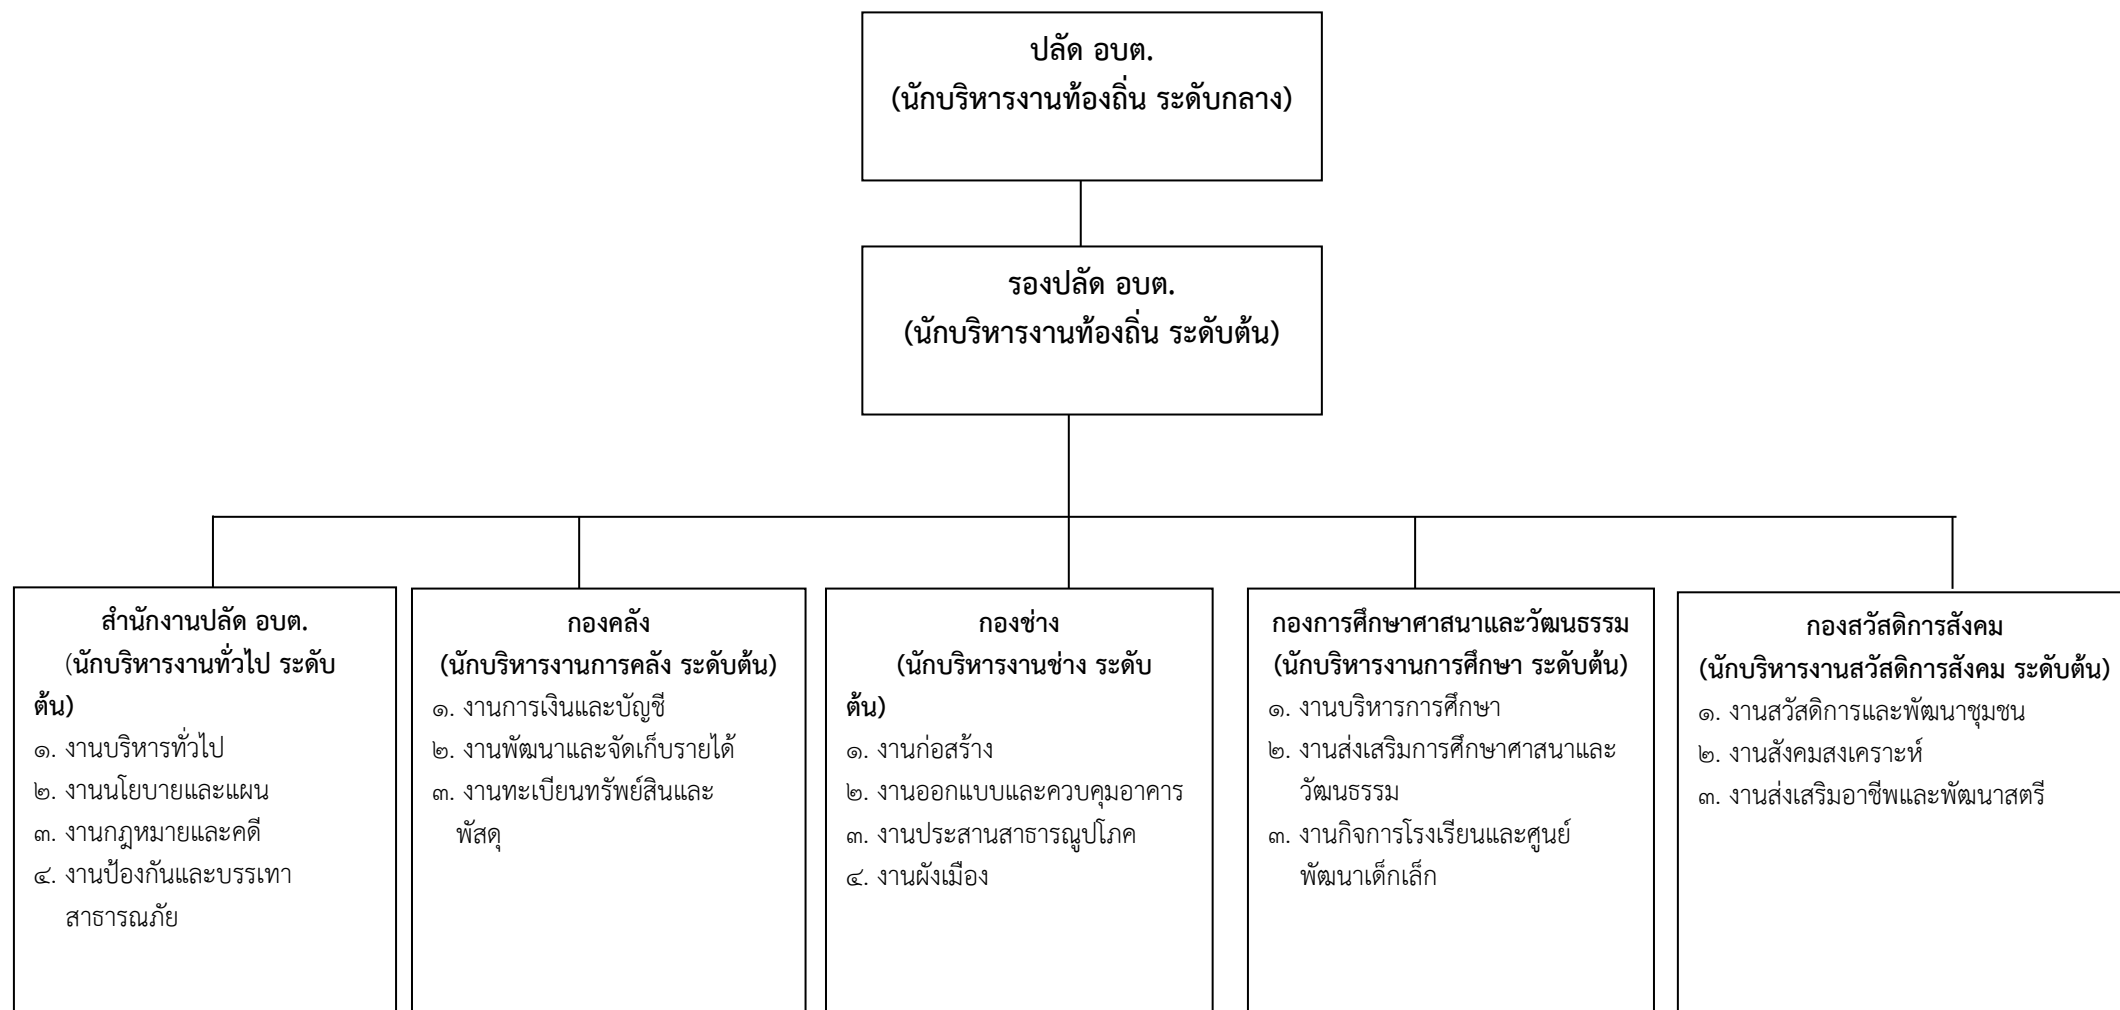 ปลัด อบต.
(นักบริหารงานท้องถิ่น ระดับกลาง)
รองปลัด อบต.
(นักบริหารงานท้องถิ่น ระดับต้น)
สำนักงานปลัด อบต.
(นักบริหารงานทั่วไป ระดับ
ต้น)
๑. งานบริหารทั่วไป
๒. งานนโยบายและแผน
๓. งานกฎหมายและคดี
๔. งานป้องกันและบรรเทา
สาธารณภัย
กองคลัง
(นักบริหารงานการคลัง ระดับต้น)
๑. งานการเงินและบัญชี
๒. งานพัฒนาและจัดเก็บรายได้
๓. งานทะเบียนทรัพย์สินและ
พัสดุ
กองช่าง
(นักบริหารงานช่าง ระดับ
ต้น)
๑. งานก่อสร้าง
๒. งานออกแบบและควบคุมอาคาร
๓. งานประสานสาธารณูปโภค
๔. งานผังเมือง
กองการศึกษาศาสนาและวัฒนธรรม
(นักบริหารงานการศึกษา ระดับต้น)
๑. งานบริหารการศึกษา
๒. งานส่งเสริมการศึกษาศาสนาและ
วัฒนธรรม
๓. งานกิจการโรงเรียนและศูนย์
พัฒนาเด็กเล็ก
กองสวัสดิการสังคม
(นักบริหารงานสวัสดิการสังคม ระดับต้น)
๑. งานสวัสดิการและพัฒนาชุมชน
๒. งานสังคมสงเคราะห์
๓. งานส่งเสริมอาชีพและพัฒนาสตรี